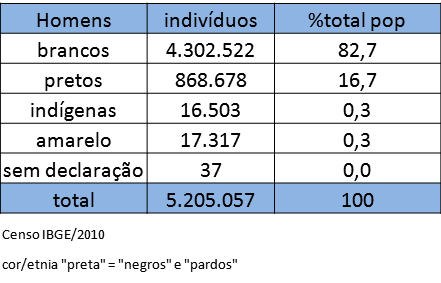 Homens indivíduos %total pop
brancos 4.302.522 82,7
pretos 868.678 16,7
indígenas 16.503 0,3
amarelo 17.317 0,3
sem declaração 37 0,0
total 5.205.057 100
Censo IBGE/2010
cor/etnia "preta" = "negros" e "pardos"